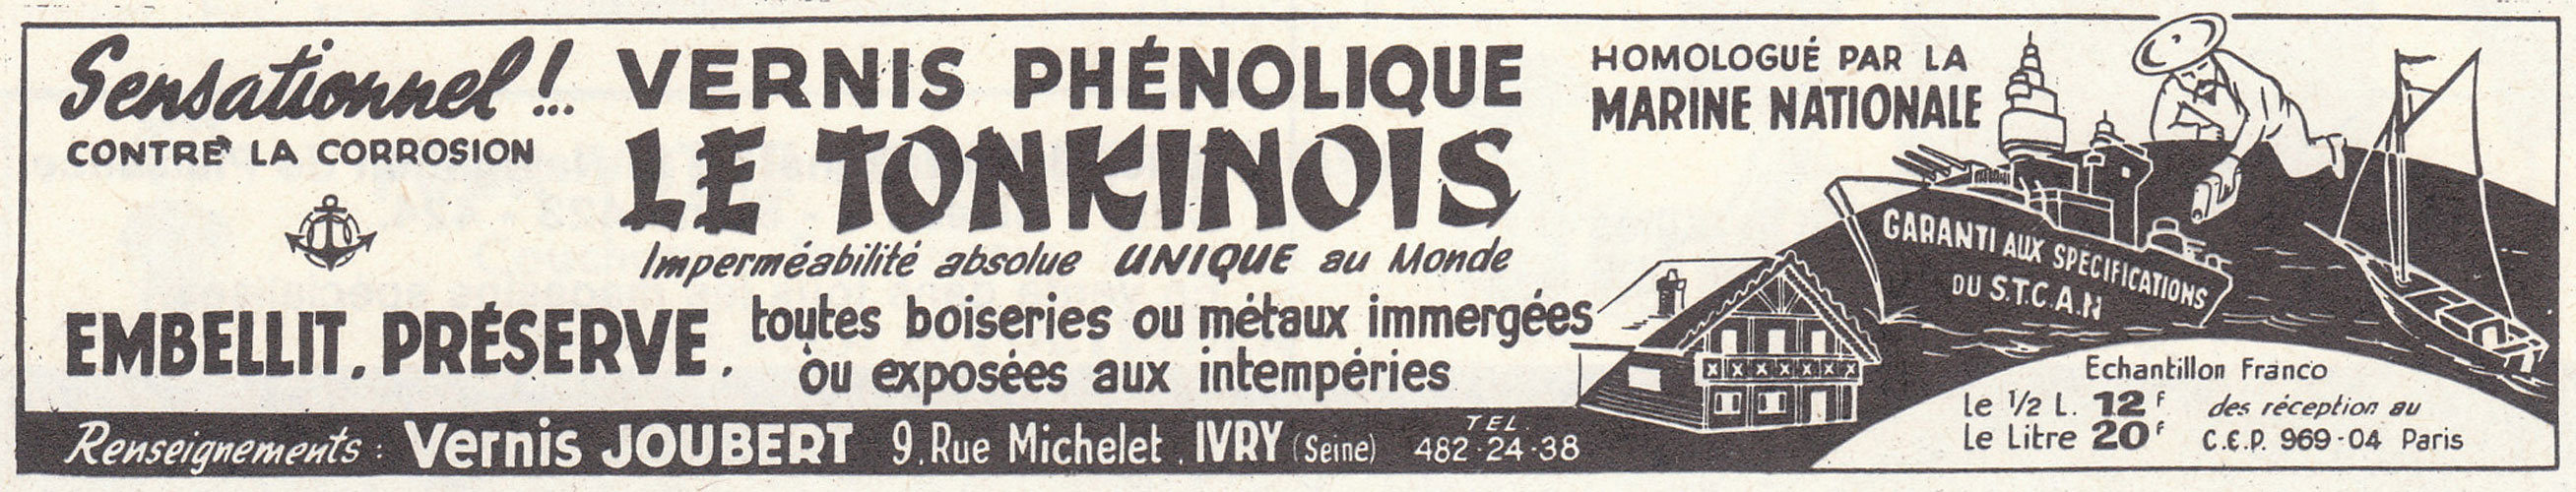 Sensationnel!..
CONTRE LA CORROSION
VERNIS PHÉNOLIQUE
LE TONKINOIS
Imperméabilité absolue UNIQUE au Monde
HOMOLOGUÉ PAR LA
MARINE NATIONALE
GARANTI AUX SPÉCIFICATIONS
DU S.T.C.A.N
EMBELLIT. PRÉSERVE.
toutes boiseries ou métaux immergées
ou exposées aux intempéries
Echantillon Franco
Le 1/2 L. 12F des réception au
Le Litre 20F C.C.P. 969-04 Paris
Renseignements: Vernis JOUBERT 9.Rue Michelet. IVRY (Seine) TEL. 482-24-38